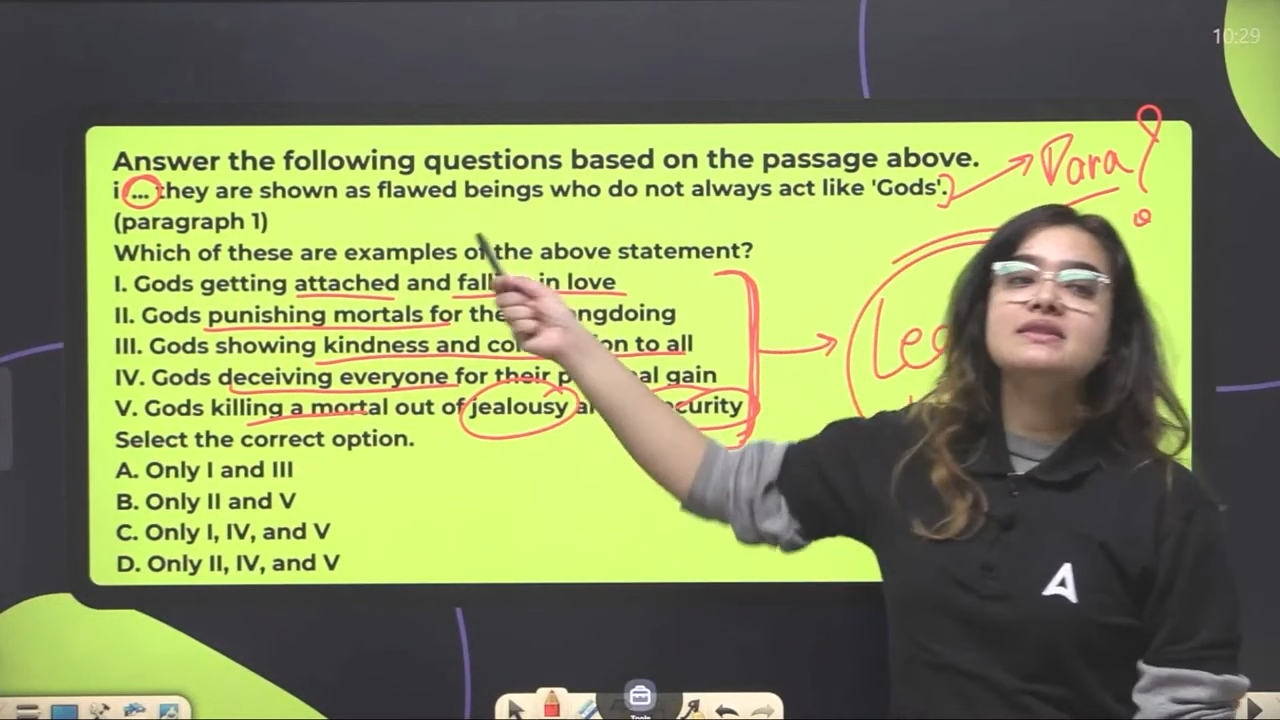 10:29
Answer the following questions based on the passage above.
i ... they are shown as flawed beings who do not always act like 'Gods'.
Para ?
(paragraph 1)
Which of these are examples of the above statement?
I. Gods getting attached and in love
II. Gods punishing mortals for
III. Gods showing kindness and to all
IV. Gods deceiving everyone for their gain
V. Gods killing a mortal out of jealousy
Select the correct option.
A. Only I and III
B. Only II and V
C. Only I, IV, and V
D. Only II, IV, and V
A
Tools